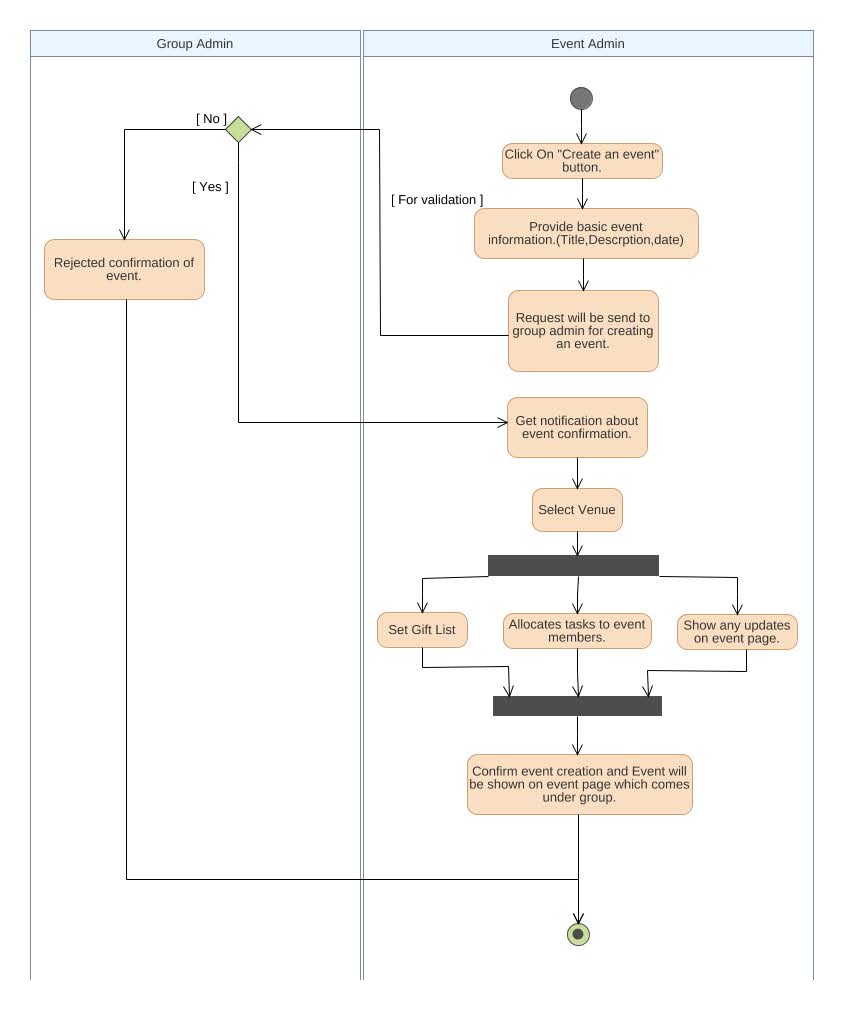 Group Admin
Event Admin
[ No ]
Click On "Create an event"
button.
[ Yes ]
[ For validation ]
Provide basic event
information.(Title,Descrption,date)
Rejected confirmation of
event.
Request will be send to
group admin for creating
an event.
Get notification about
event confirmation.
Select Venue
Set Gift List
Allocates tasks to event
members.
Show any updates
on event page.
Confirm event creation and Event will
be shown on event page which comes
under group.